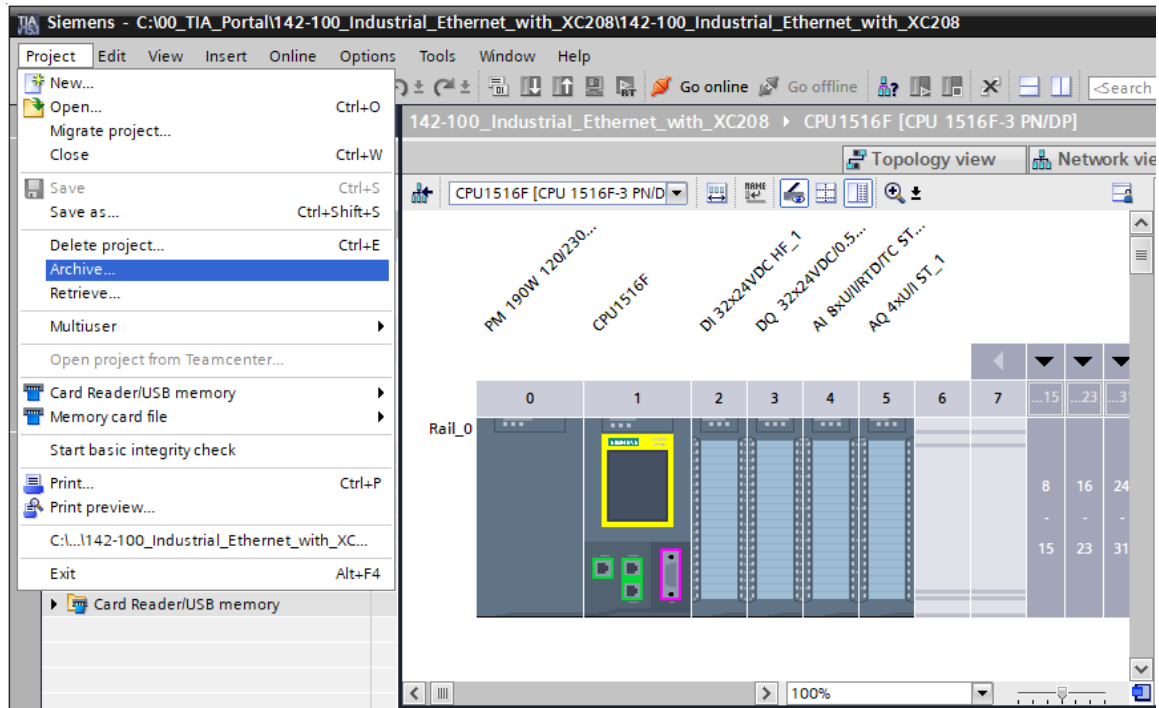 Siemens - C:\00_TIA_Portal\142-100_Industrial_Ethernet_with_XC208\142-100_Industrial_Ethernet_with_XC208
Project Edit View Insert Online Options Tools Window Help
New...
Open... Ctrl+O
Migrate project...
Close Ctrl+W
Save Ctrl+S
Save as... Ctrl+Shift+S
Delete project... Ctrl+E
Archive...
Retrieve...
Multiuser
Open project from Teamcenter...
Card Reader/USB memory
Memory card file
Start basic integrity check
Print... Ctrl+P
Print preview...
C:\...\142-100_Industrial_Ethernet_with_XC...
Exit Alt+F4
Card Reader/USB memory
Go online Go offline <Search
142-100_Industrial_Ethernet_with_XC208 CPU1516F [CPU 1516F-3 PN/DP]
Topology view Network vie
CPU1516F [CPU 1516F-3 PN/D
PM 190W 120/230...
CPU1516F
DI 32x24VDC HF_1
DQ 32x24VDC/0.5...
AI 8xU/I/RTD/TC ST...
AQ 4xU/I ST_1
0 1 2 3 4 5 6 7 ...15 ...23 ...3
Rail_0
SIEMENS
8 16 24
- - -
15 23 31
100%